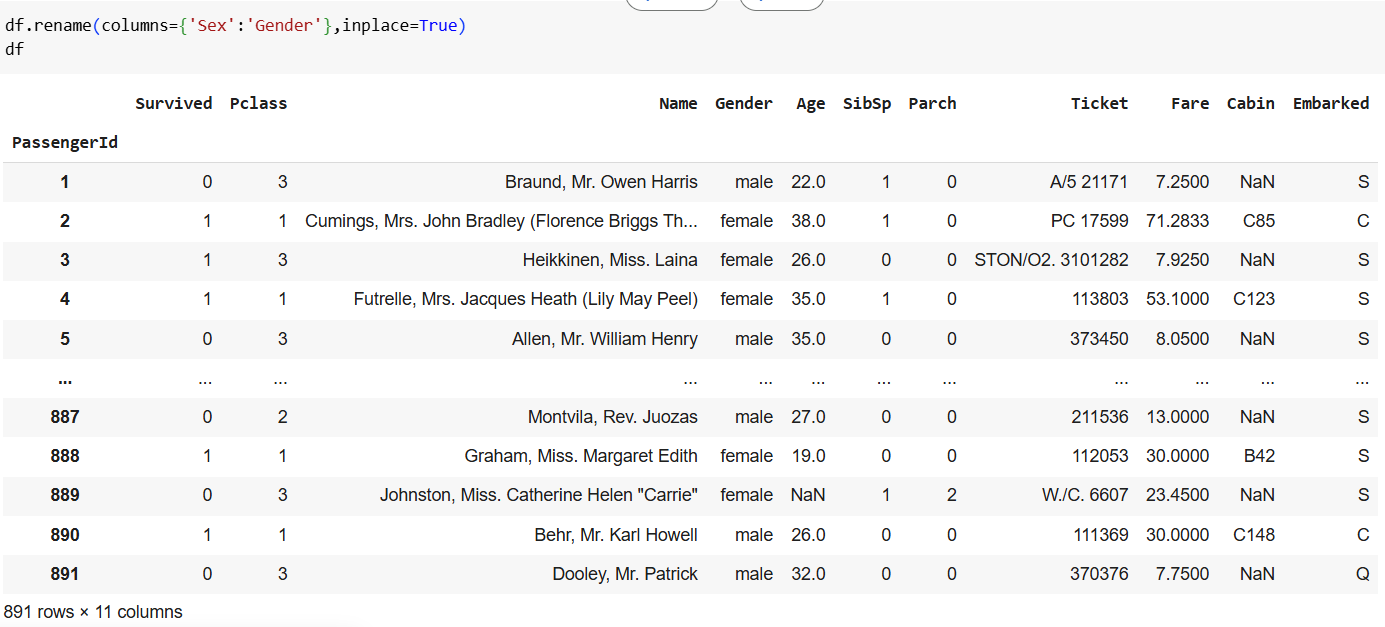 df.rename(columns={'Sex':'Gender'},inplace=True)
df
Survived Pclass Name Gender Age SibSp Parch Ticket Fare Cabin Embarked
PassengerId
1 0 3 Braund, Mr. Owen Harris male 22.0 1 0 A/5 21171 7.2500 NaN S
2 1 1 Cumings, Mrs. John Bradley (Florence Briggs Th... female 38.0 1 0 PC 17599 71.2833 C85 C
3 1 3 Heikkinen, Miss. Laina female 26.0 0 0 STON/O2. 3101282 7.9250 NaN S
4 1 1 Futrelle, Mrs. Jacques Heath (Lily May Peel) female 35.0 1 0 113803 53.1000 C123 S
5 0 3 Allen, Mr. William Henry male 35.0 0 0 373450 8.0500 NaN S
... ... ... ... ... ... ... ... ... ... ... ...
887 0 2 Montvila, Rev. Juozas male 27.0 0 0 211536 13.0000 NaN S
888 1 1 Graham, Miss. Margaret Edith female 19.0 0 0 112053 30.0000 B42 S
889 0 3 Johnston, Miss. Catherine Helen "Carrie" female NaN 1 2 W./C. 6607 23.4500 NaN S
890 1 1 Behr, Mr. Karl Howell male 26.0 0 0 111369 30.0000 C148 C
891 0 3 Dooley, Mr. Patrick male 32.0 0 0 370376 7.7500 NaN Q
891 rows × 11 columns